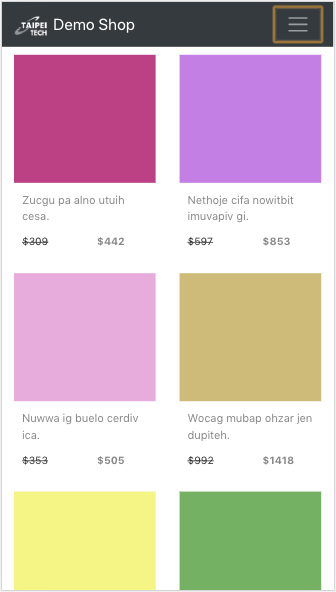 TAIPEI
TECH
Demo Shop
Zucgu pa alno utuih
cesa.
$309 $442
Nethoje cifa nowitbit
imuvapiv gi.
$597 $853
Nuwwa ig buelo cerdiv
ica.
$353 $505
Wocag mubap ohzar jen
dupiteh.
$992 $1418